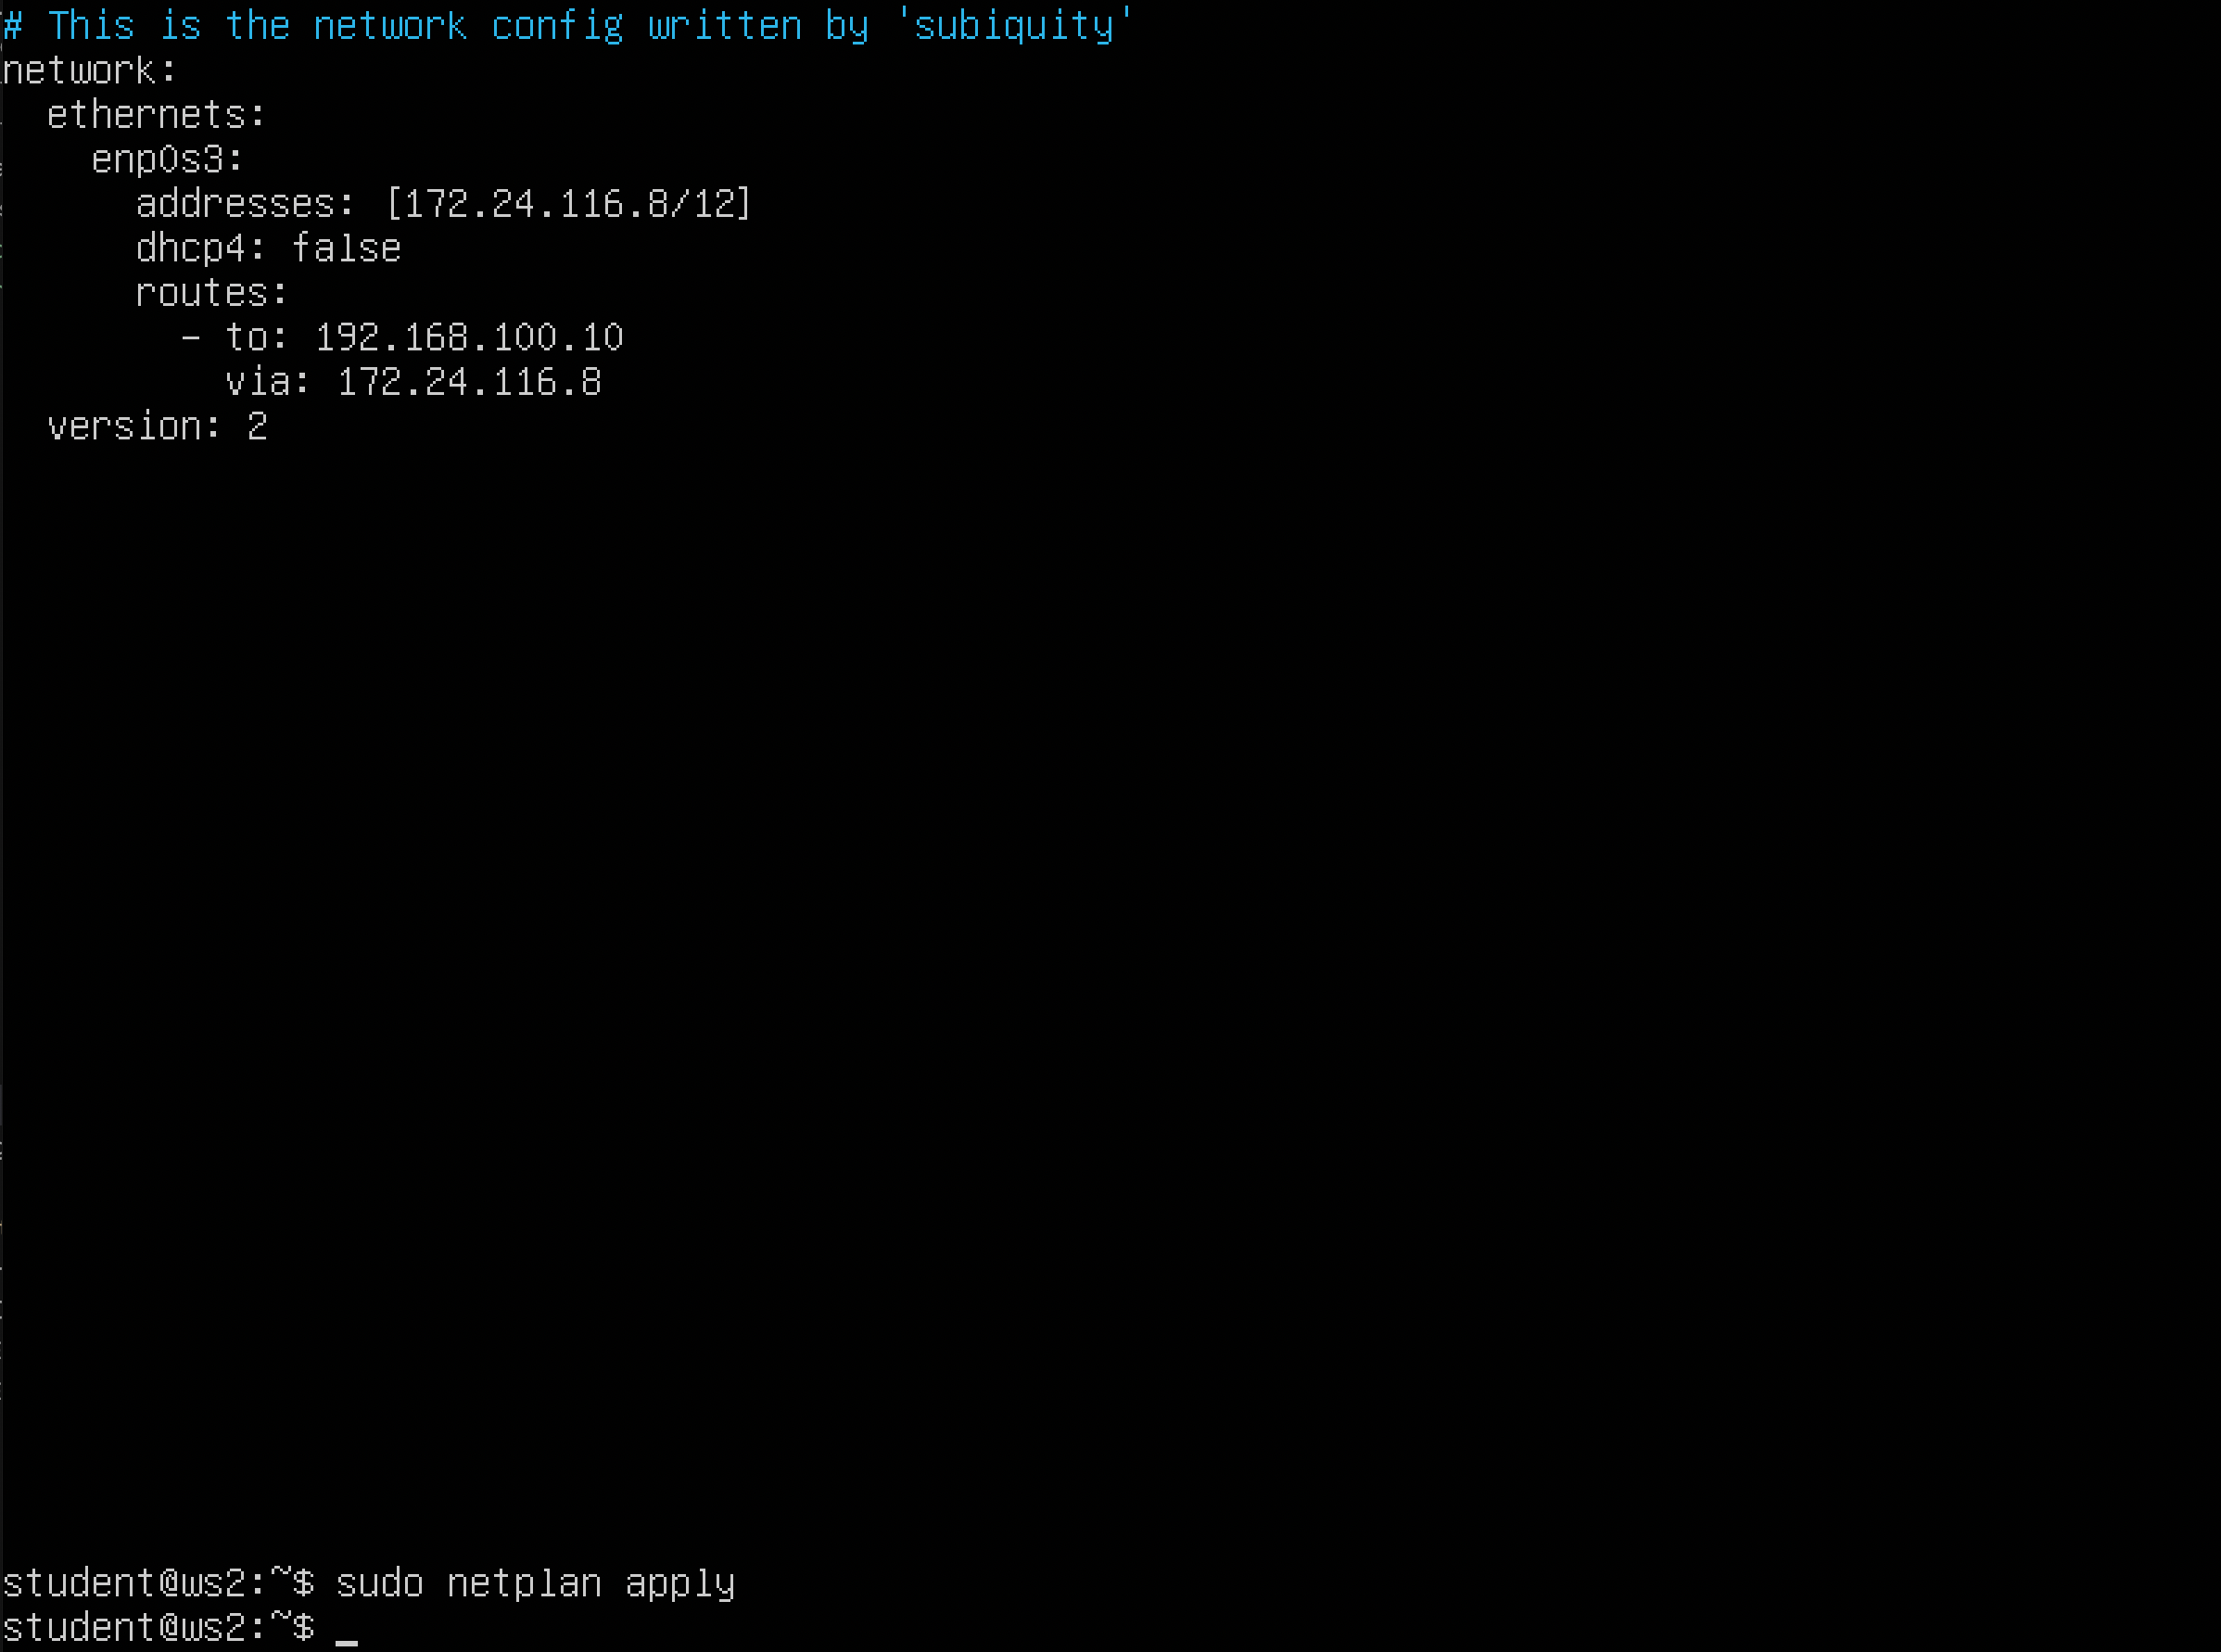 # This is the network config written by 'subiquity'
network:
  ethernets:
    enp0s3:
      addresses: [172.24.116.8/12]
      dhcp4: false
      routes:
        - to: 192.168.100.10
          via: 172.24.116.8
  version: 2
student@ws2:~$ sudo netplan apply
student@ws2:~$ _